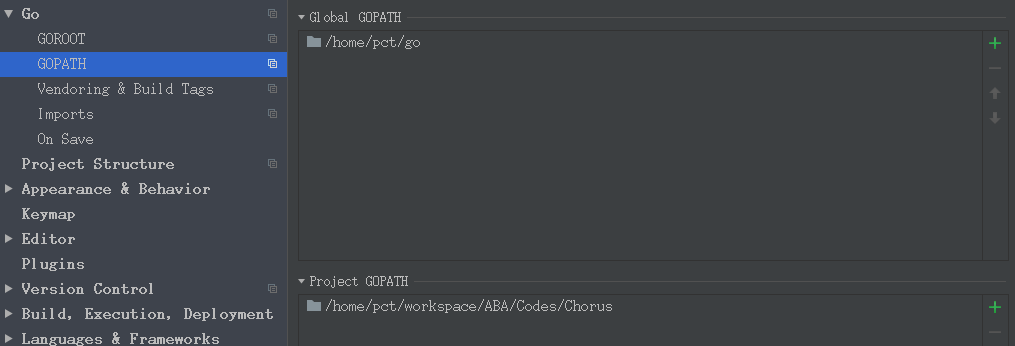 Go
GOROOT
GOPATH
Vendoring & Build Tags
Imports
On Save
Project Structure
Appearance & Behavior
Keymap
Editor
Plugins
Version Control
Build, Execution, Deployment
Languages & Frameworks
Global GOPATH
/home/pct/go
Project GOPATH
/home/pct/workspace/ABA/Codes/Chorus